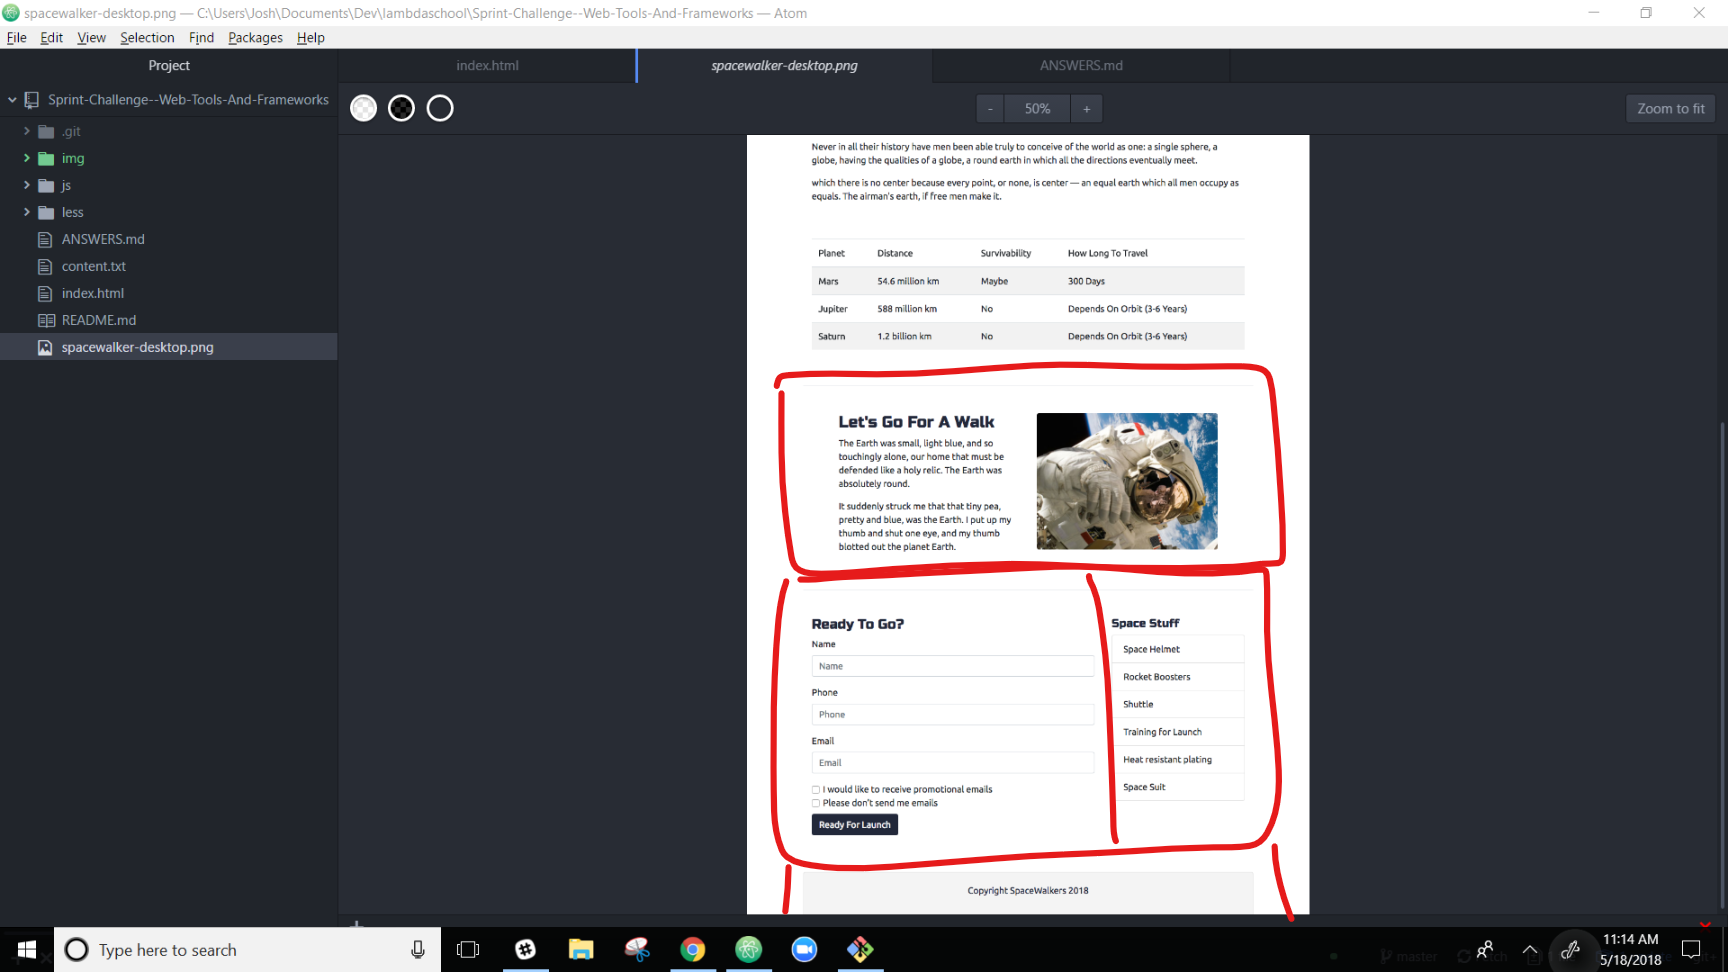 spacewalker-desktop.png — C:\Users\Josh\Documents\Dev\lambdaschool\Sprint-Challenge--Web-Tools-And-Frameworks — Atom
File Edit View Selection Find Packages Help
Project
index.html
spacewalker-desktop.png
ANSWERS.md
Sprint-Challenge--Web-Tools-And-Frameworks
.git
img
js
less
ANSWERS.md
content.txt
index.html
README.md
spacewalker-desktop.png
- 50% +
Zoom to fit
Never in all their history have men been able truly to conceive of the world as one: a single sphere, a
globe, having the qualities of a globe, a round earth in which all the directions eventually meet.
which there is no center because every point, or none, is center — an equal earth which all men occupy as
equals. The airman's earth, if free men make it.
Planet Distance Survivability How Long To Travel
Mars 54.6 million km Maybe 300 Days
Jupiter 588 million km No Depends On Orbit (3-6 Years)
Saturn 1.2 billion km No Depends On Orbit (3-6 Years)
Let's Go For A Walk
The Earth was small, light blue, and so
touchingly alone, our home that must be
defended like a holy relic. The Earth was
absolutely round.
It suddenly struck me that that tiny pea,
pretty and blue, was the Earth. I put up my
thumb and shut one eye, and my thumb
blotted out the planet Earth.
Ready To Go?
Name
Name
Phone
Phone
Email
Email
I would like to receive promotional emails
Please don't send me emails
Ready For Launch
Space Stuff
Space Helmet
Rocket Boosters
Shuttle
Training for Launch
Heat resistant plating
Space Suit
Copyright SpaceWalkers 2018
Type here to search
master
11:14 AM
5/18/2018